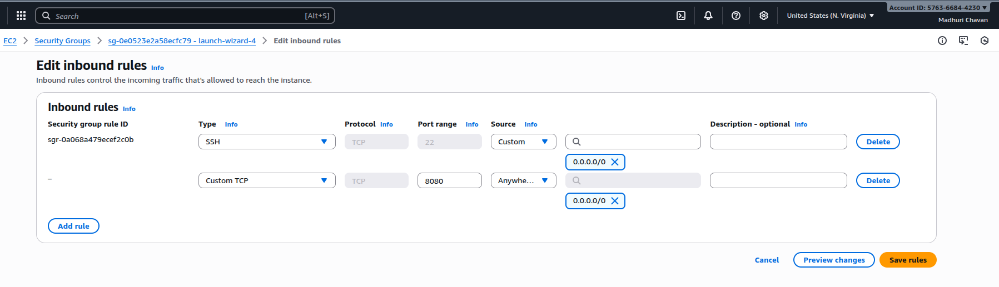 Search [Alt+S] United States (N. Virginia) Account ID: 5763-6684-4230
Madhuri Chavan
EC2 Security Groups sg-0e0523e2a58ecfc79 - launch-wizard-4 Edit inbound rules
Edit inbound rules Info
Inbound rules control the incoming traffic that's allowed to reach the instance.
Inbound rules Info
Security group rule ID Type Info Protocol Info Port range Info Source Info Description – optional Info
sgr-0a068a479ecef2c0b SSH TCP 22 Custom Delete
0.0.0.0/0
– Custom TCP TCP 8080 Anywhe... Delete
0.0.0.0/0
Add rule
Cancel Preview changes Save rules